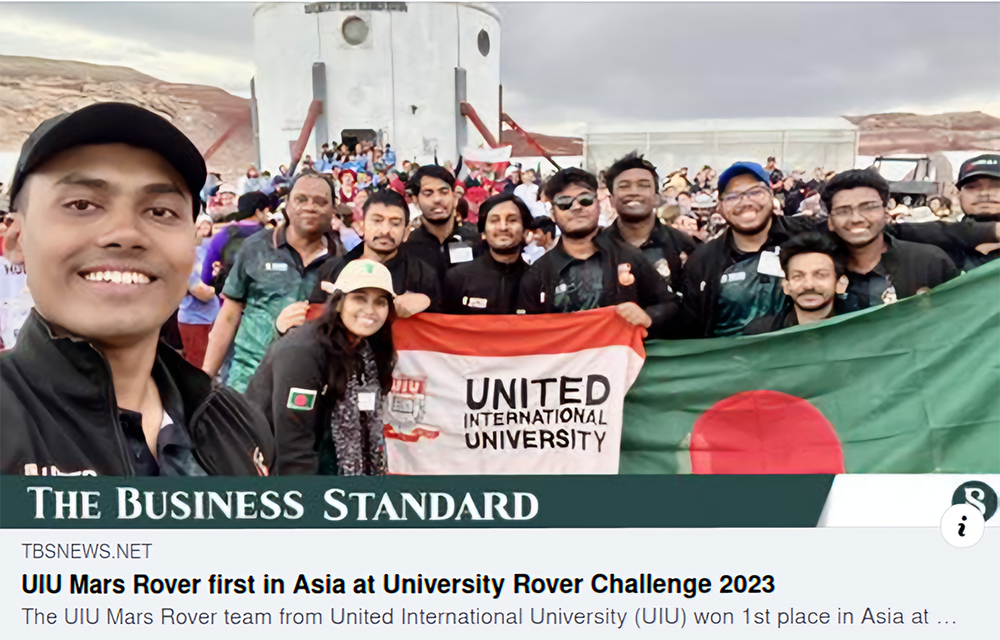 UIU
UNITED
INTERNATIONAL
UNIVERSITY
THE BUSINESS STANDARD
TBSNEWS.NET
UIU Mars Rover first in Asia at University Rover Challenge 2023
The UIU Mars Rover team from United International University (UIU) won 1st place in Asia at …